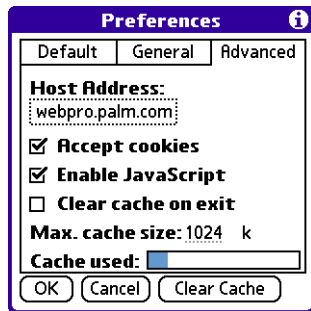 Preferences
Default General Advanced
Host Address:
webpro.palm.com
Accept cookies
Enable JavaScript
Clear cache on exit
Max. cache size: 1024 k
Cache used:
OK Cancel Clear Cache